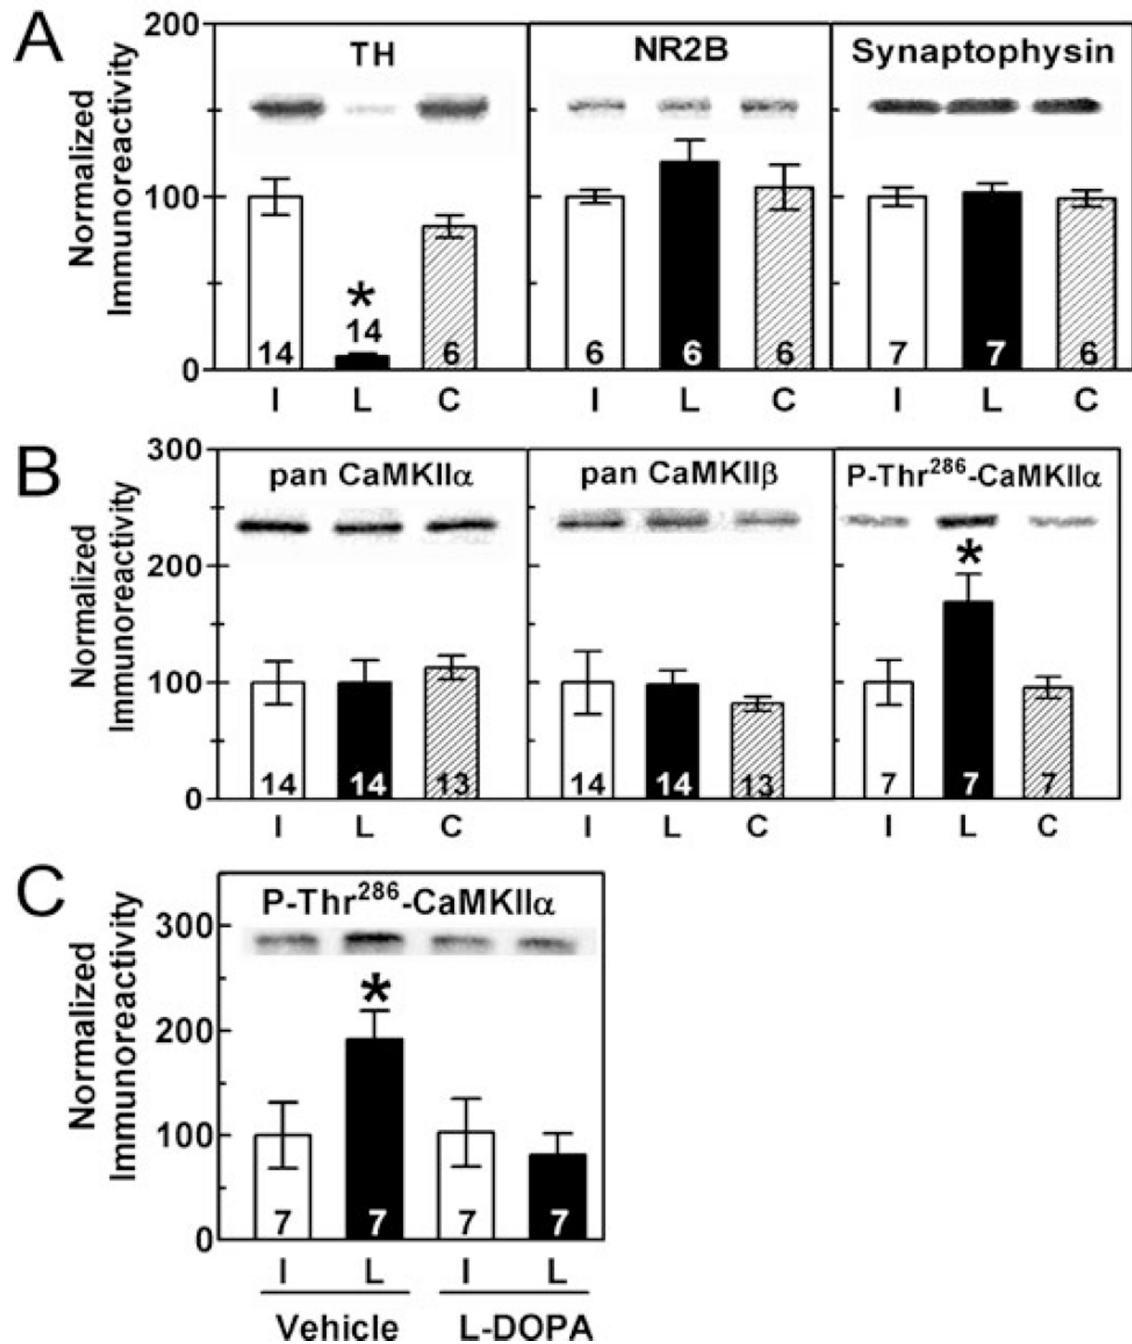 A
Normalized
Immunoreactivity
200
100
0
TH
NR2B
Synaptophysin
*
14
14
6
6
6
6
7
7
6
I L C
I L C
I L C
B
Normalized
Immunoreactivity
300
200
100
0
pan CaMKIIα
pan CaMKIIβ
P-Thr²⁸⁶-CaMKIIα
*
14
14
13
14
14
13
7
7
7
I L C
I L C
I L C
C
Normalized
Immunoreactivity
300
200
100
0
P-Thr²⁸⁶-CaMKIIα
*
7
7
7
7
I L I L
Vehicle L-DOPA